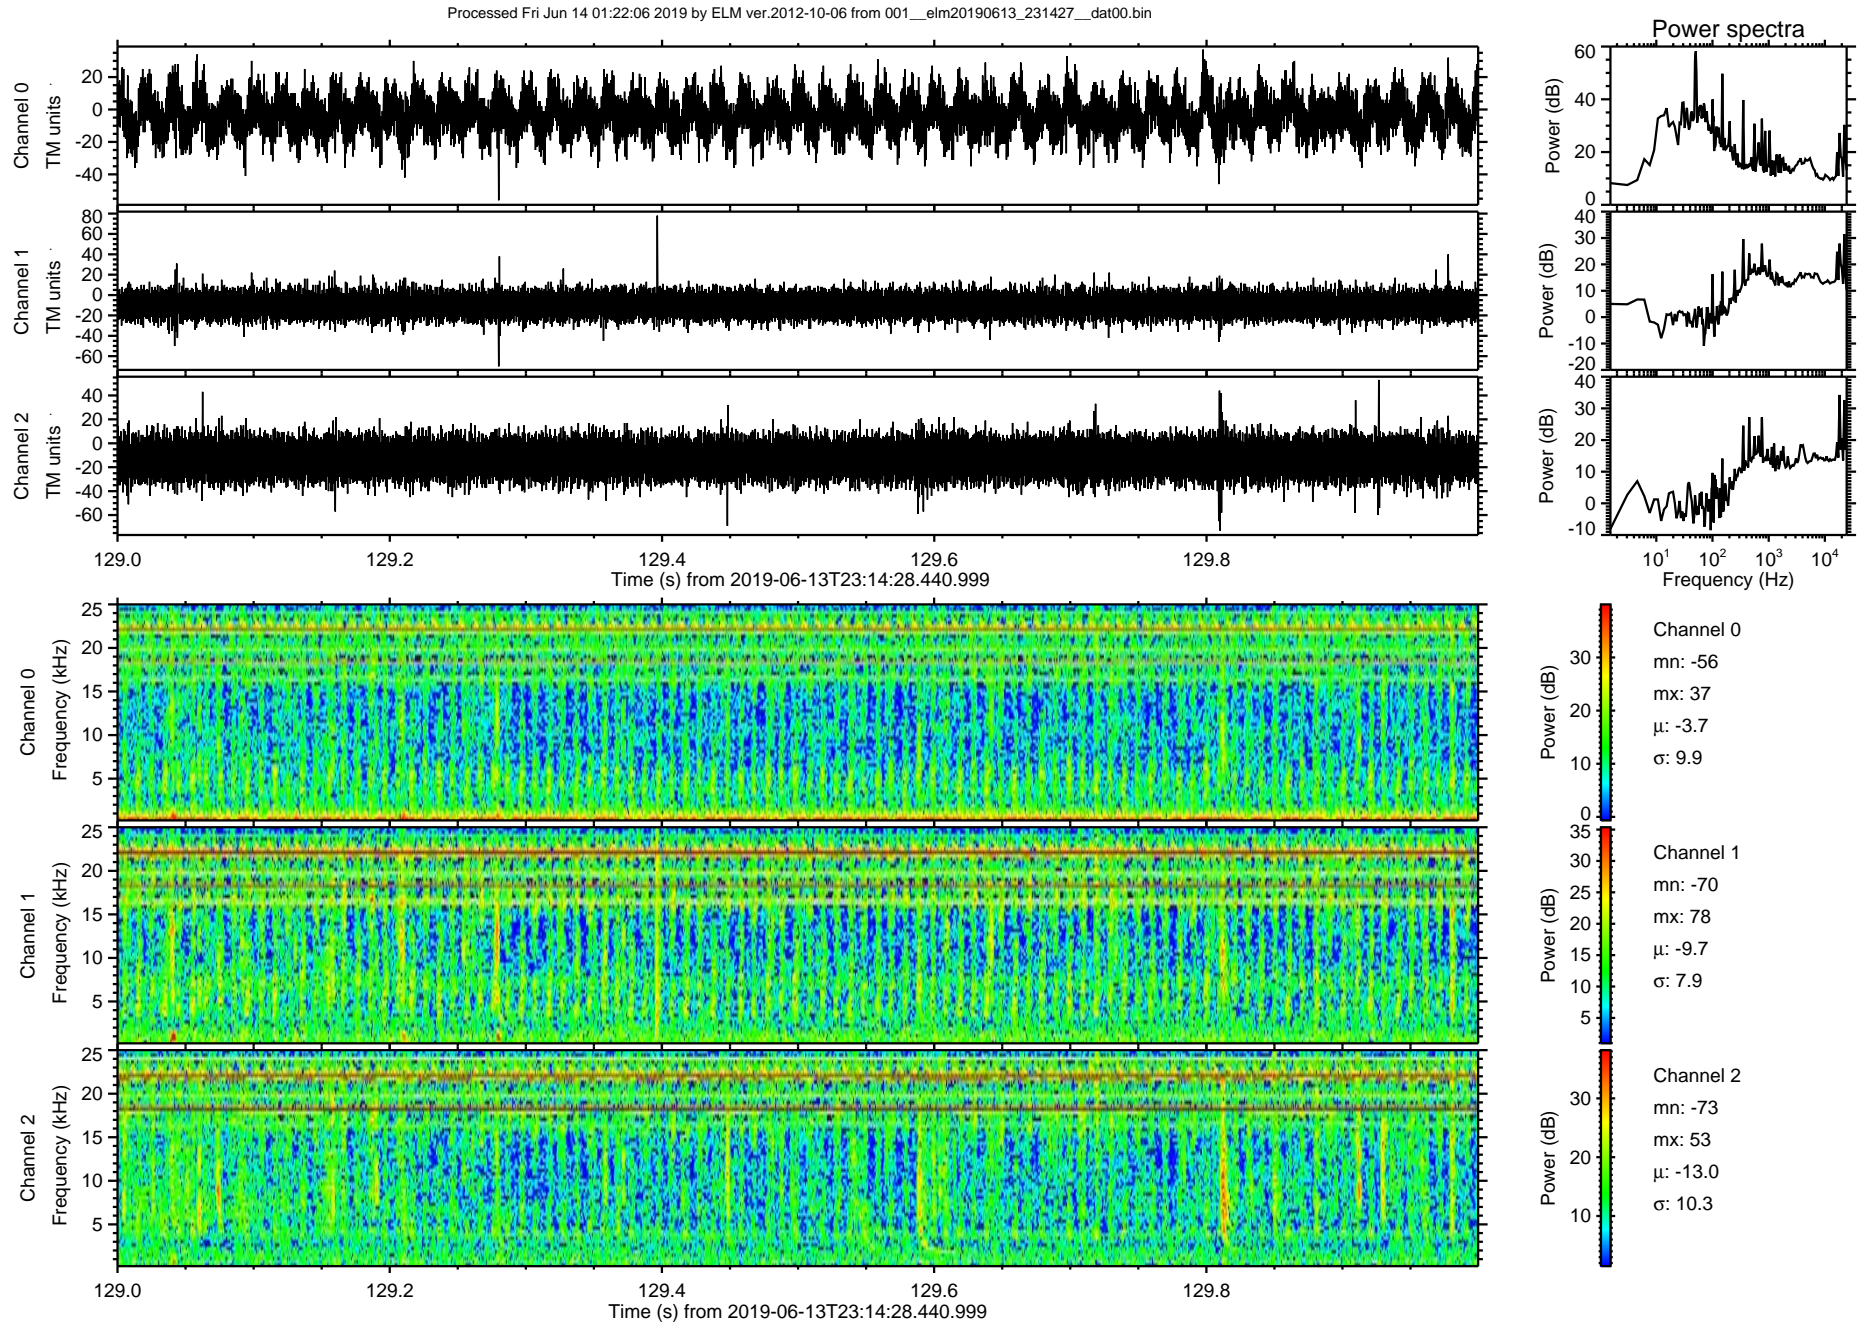 Processed Fri Jun 14 01:22:06 2019 by ELM ver.2012-10-06 from 001__elm20190613_231427__dat00.bin
Power spectra
Channel 0
TM units
20
0
-20
-40
Power (dB)
60
40
20
0
Channel 1
TM units
80
60
40
20
0
-20
-40
-60
Power (dB)
40
30
20
10
0
-10
-20
Channel 2
TM units
40
20
0
-20
-40
-60
Power (dB)
40
30
20
10
0
-10
129.0 129.2 129.4 129.6 129.8
Time (s) from 2019-06-13T23:14:28.440.999
10¹ 10² 10³ 10⁴
Frequency (Hz)
Channel 0
Frequency (kHz)
25
20
15
10
5
Power (dB)
30
20
10
0
Channel 0
mn: -56
mx: 37
μ: -3.7
σ: 9.9
Channel 1
Frequency (kHz)
25
20
15
10
5
Power (dB)
35
30
25
20
15
10
5
Channel 1
mn: -70
mx: 78
μ: -9.7
σ: 7.9
Channel 2
Frequency (kHz)
25
20
15
10
5
Power (dB)
30
20
10
Channel 2
mn: -73
mx: 53
μ: -13.0
σ: 10.3
129.0 129.2 129.4 129.6 129.8
Time (s) from 2019-06-13T23:14:28.440.999